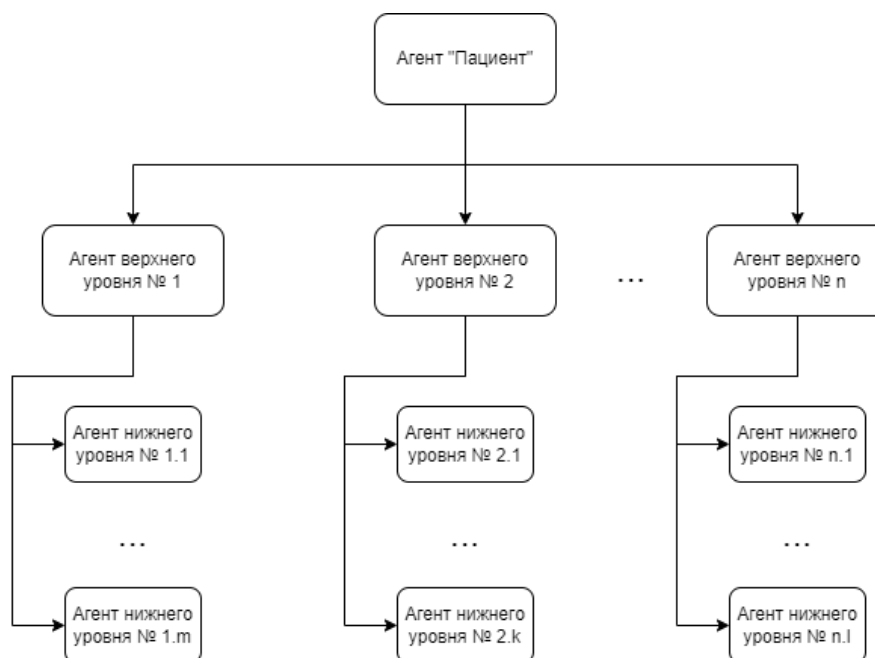 Агент "Пациент"
Агент верхнего
уровня № 1
Агент верхнего
уровня № 2
...
Агент верхнего
уровня № n
Агент нижнего
уровня № 1.1
Агент нижнего
уровня № 2.1
Агент нижнего
уровня № n.1
...
...
...
Агент нижнего
уровня № 1.m
Агент нижнего
уровня № 2.k
Агент нижнего
уровня № n.l